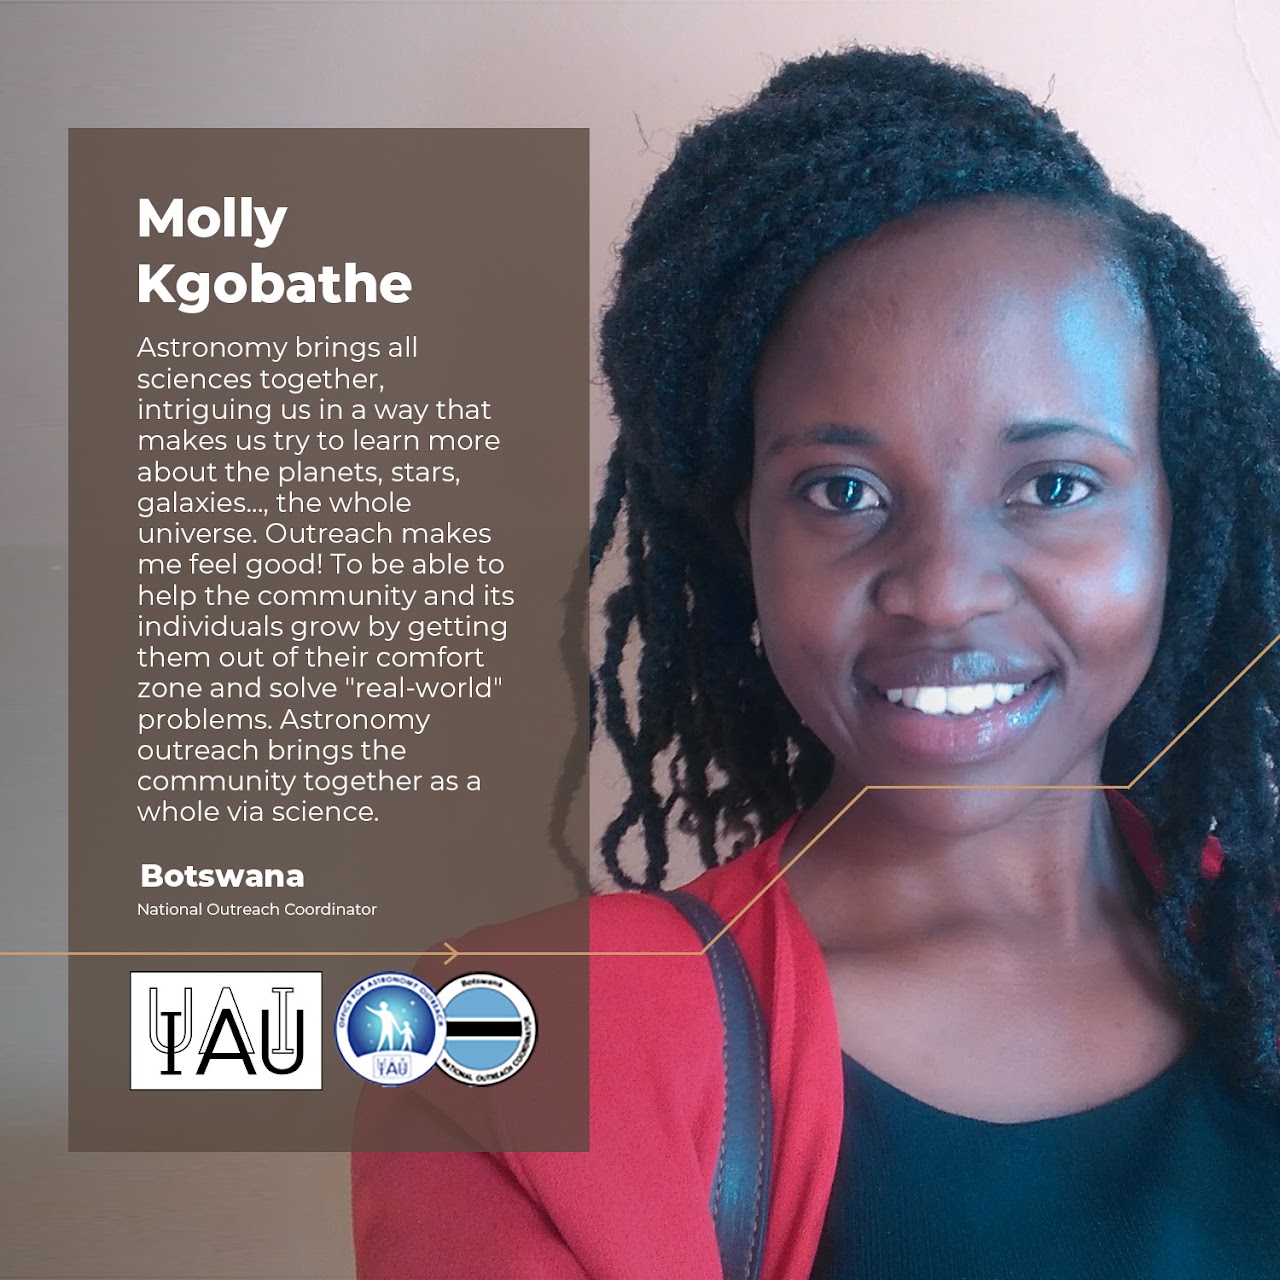 Molly
Kgobathe
Astronomy brings all
sciences together,
intriguing us in a way that
makes us try to learn more
about the planets, stars,
galaxies..., the whole
universe. Outreach makes
me feel good! To be able to
help the community and its
individuals grow by getting
them out of their comfort
zone and solve "real-world"
problems. Astronomy
outreach brings the
community together as a
whole via science.
Botswana
National Outreach Coordinator
UAI
IAU
OFFICE FOR ASTRONOMY OUTREACH
IAU
Botswana
NATIONAL OUTREACH COORDINATOR